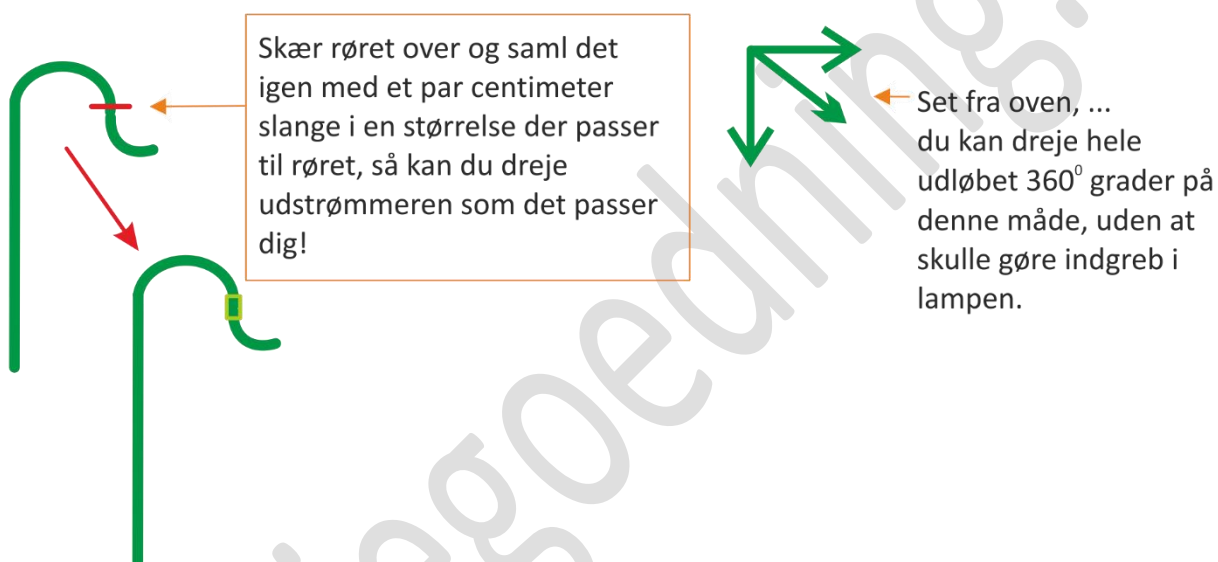 Skær røret over og saml det
igen med et par centimeter
slange i en størrelse der passer
til røret, så kan du dreje
udstrømmeren som det passer
dig!
Set fra oven, ...
du kan dreje hele
udløbet 360⁰ grader på
denne måde, uden at
skulle gøre indgreb i
lampen.